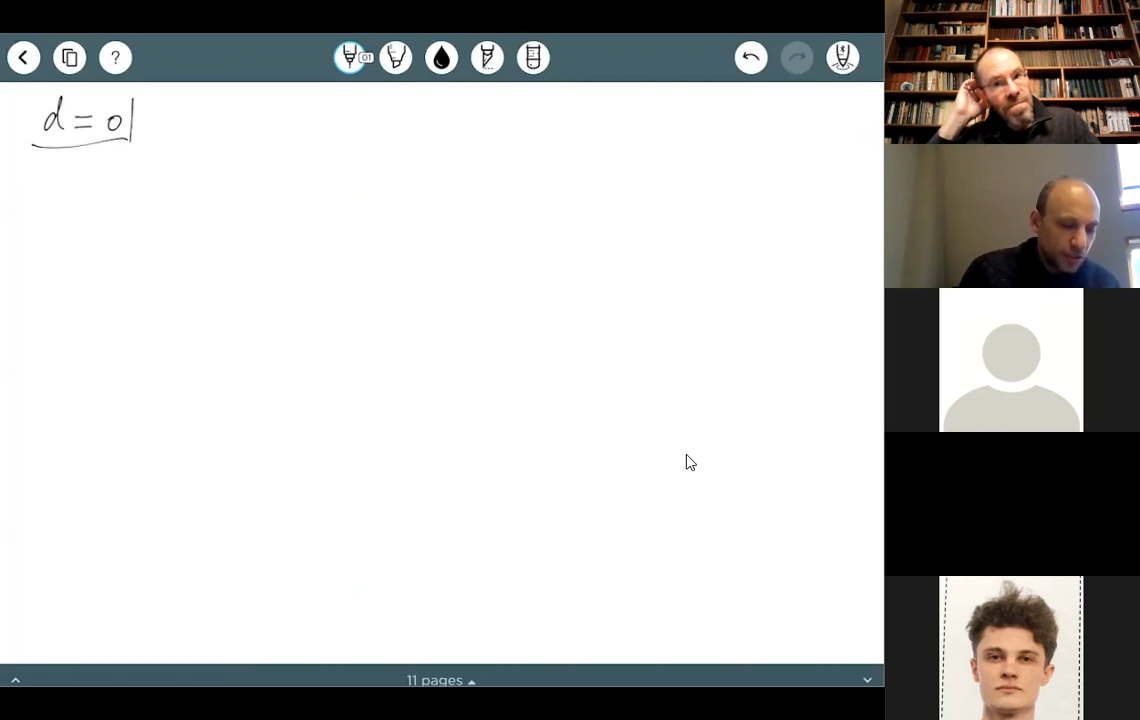 ?
d = 0
11 pages